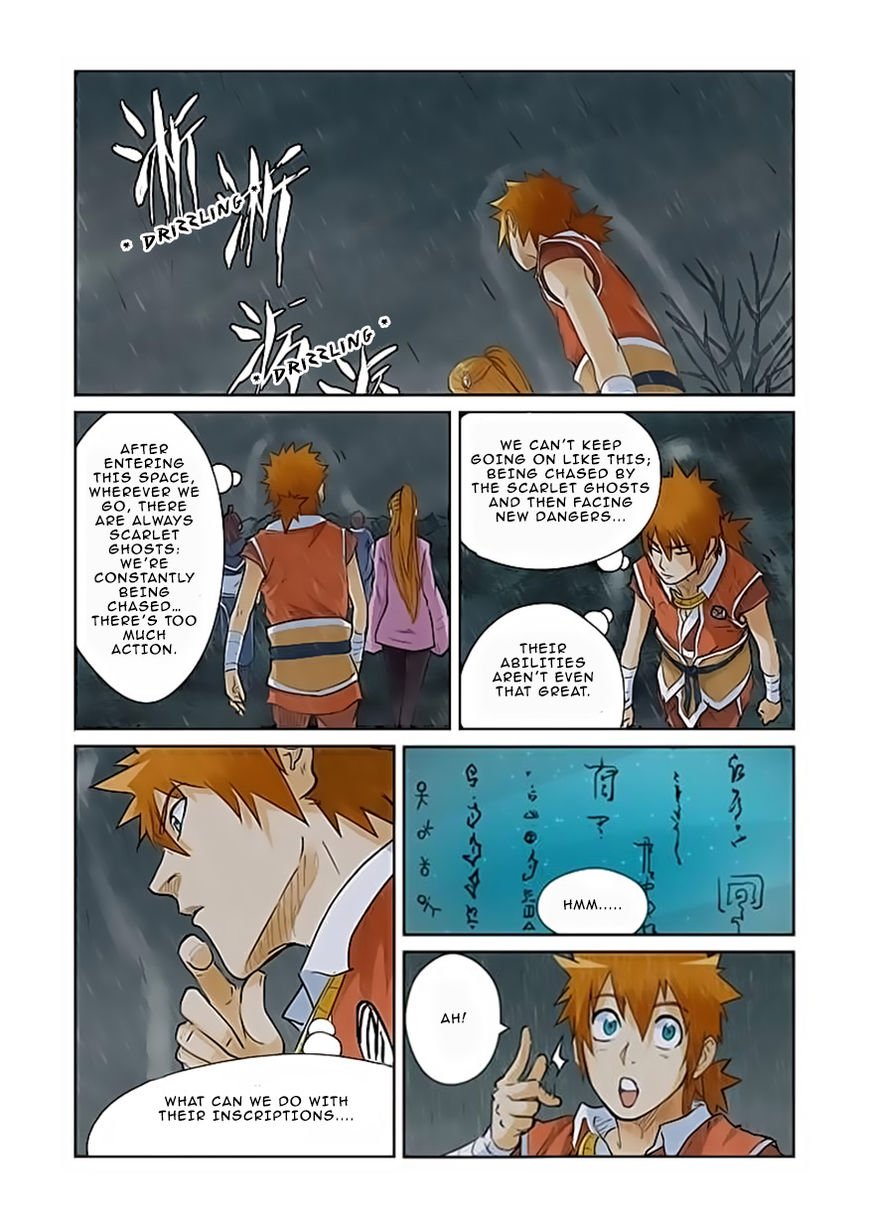 淅
淅
* DRIZZLING *
淅
* DRIZZLING *
AFTER
ENTERING
THIS SPACE,
WHEREVER WE
GO, THERE
ARE ALWAYS
SCARLET
GHOSTS:
WE'RE
CONSTANTLY
BEING
CHASED...
THERE'S TOO
MUCH
ACTION.
WE CAN'T KEEP
GOING ON LIKE THIS;
BEING CHASED BY
THE SCARLET GHOSTS
AND THEN FACING
NEW DANGERS...
THEIR
ABILITIES
AREN'T EVEN
THAT GREAT.
WHAT CAN WE DO WITH
THEIR INSCRIPTIONS....
HMM.....
AH!